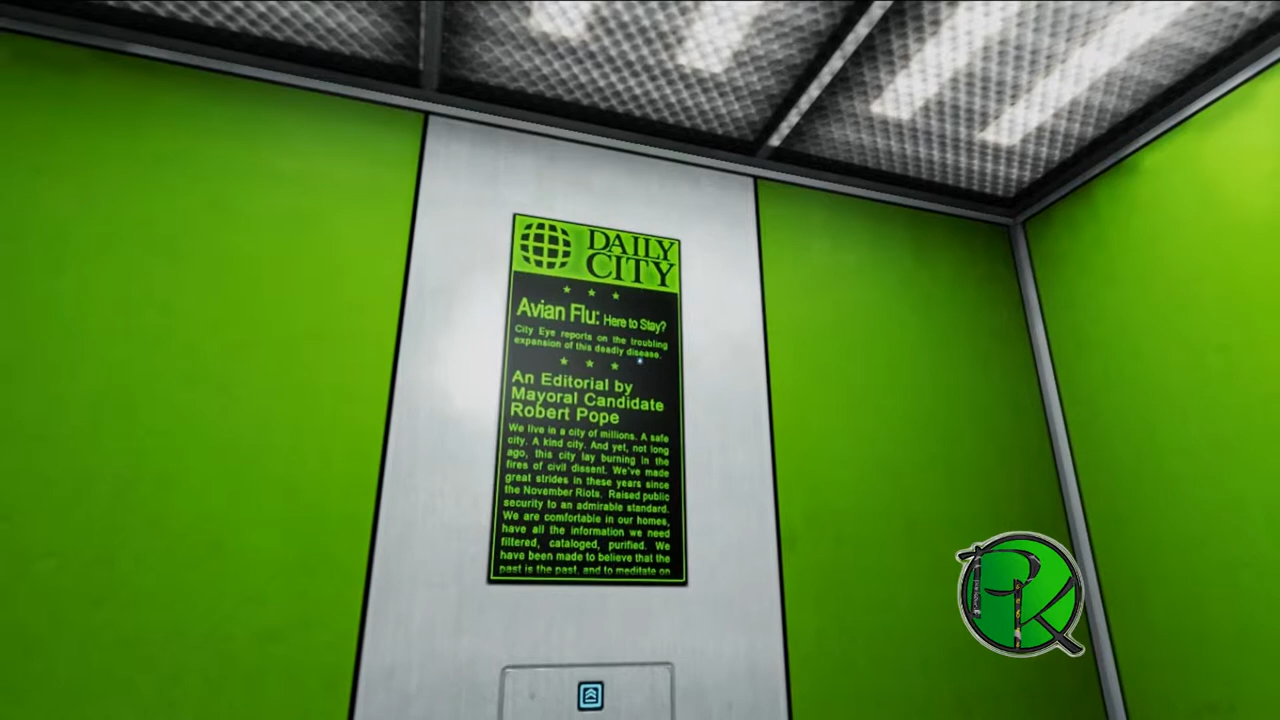 DAILY
CITY
Avian Flu: Here to Stay?
City Eye reports on the troubling
expansion of this deadly disease.
An Editorial by
Mayoral Candidate
Robert Pope
We live in a city of millions. A safe
city. A kind city. And yet, not long
ago, this city lay burning in the
fires of civil dissent. We've made
great strides in these years since
the November Riots. Raised public
security to an admirable standard.
We are comfortable in our homes,
have all the information we need
filtered, cataloged, purified. We
have been made to believe that the
past is the past, and to meditate on